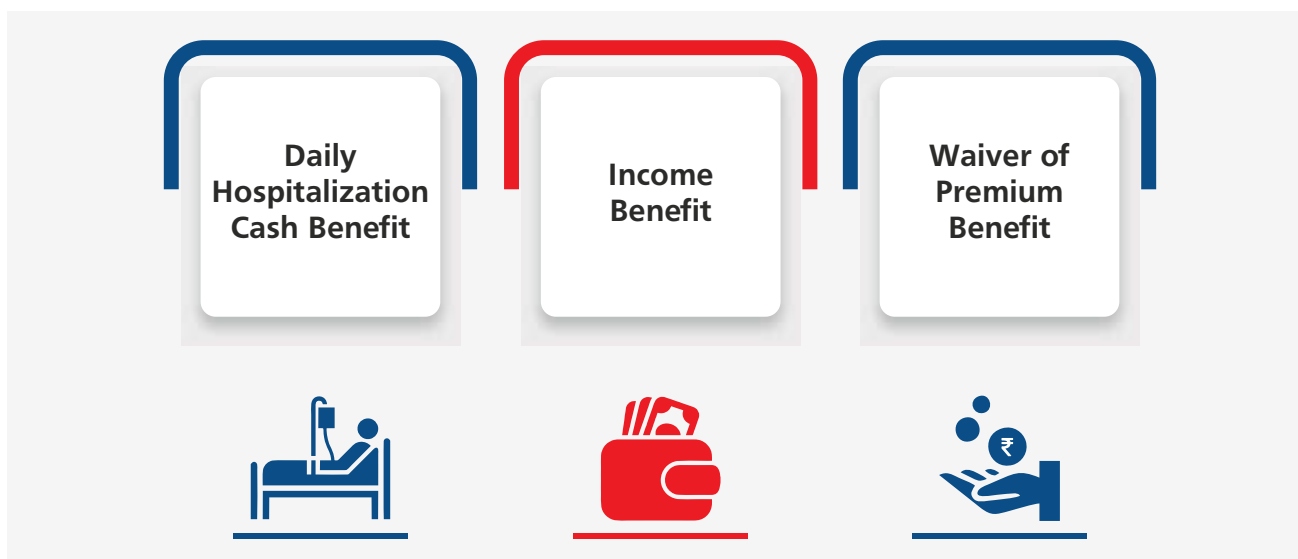 Daily
Hospitalization
Cash Benefit
Income
Benefit
Waiver of
Premium
Benefit
₹